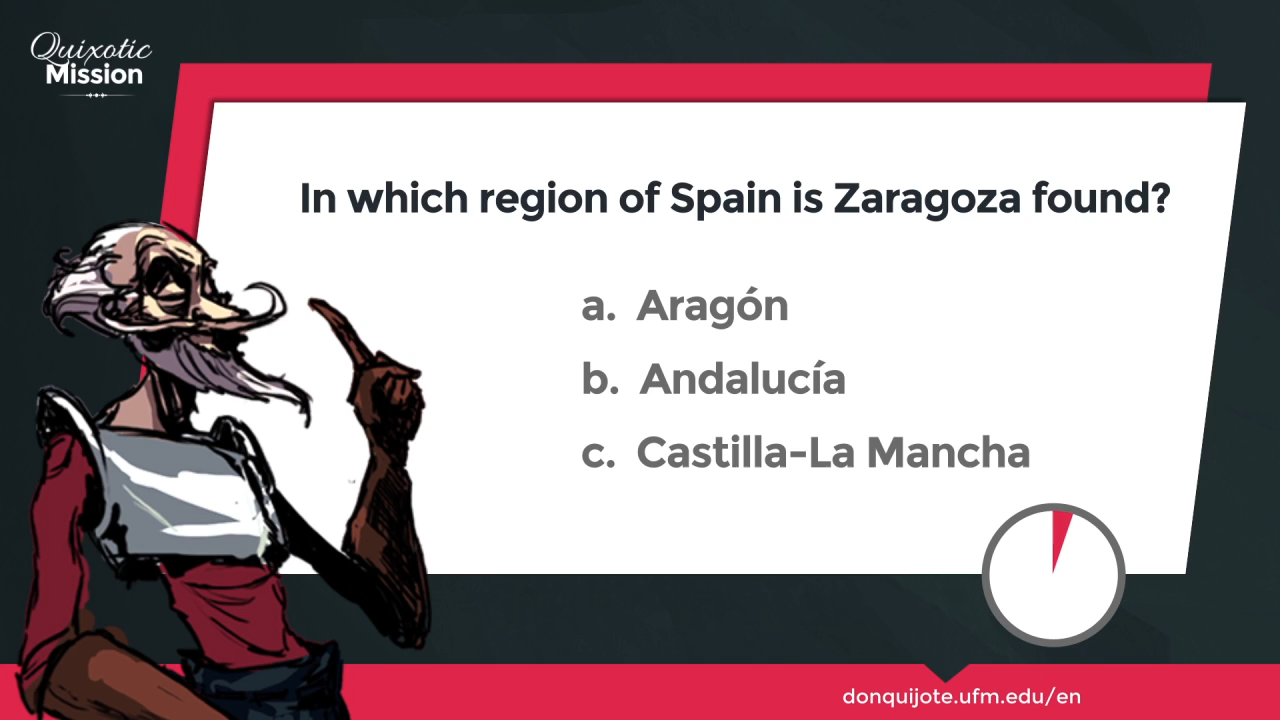 Quixotic
Mission
In which region of Spain is Zaragoza found?
a. Aragón
b. Andalucía
c. Castilla-La Mancha
donquijote.ufm.edu/en